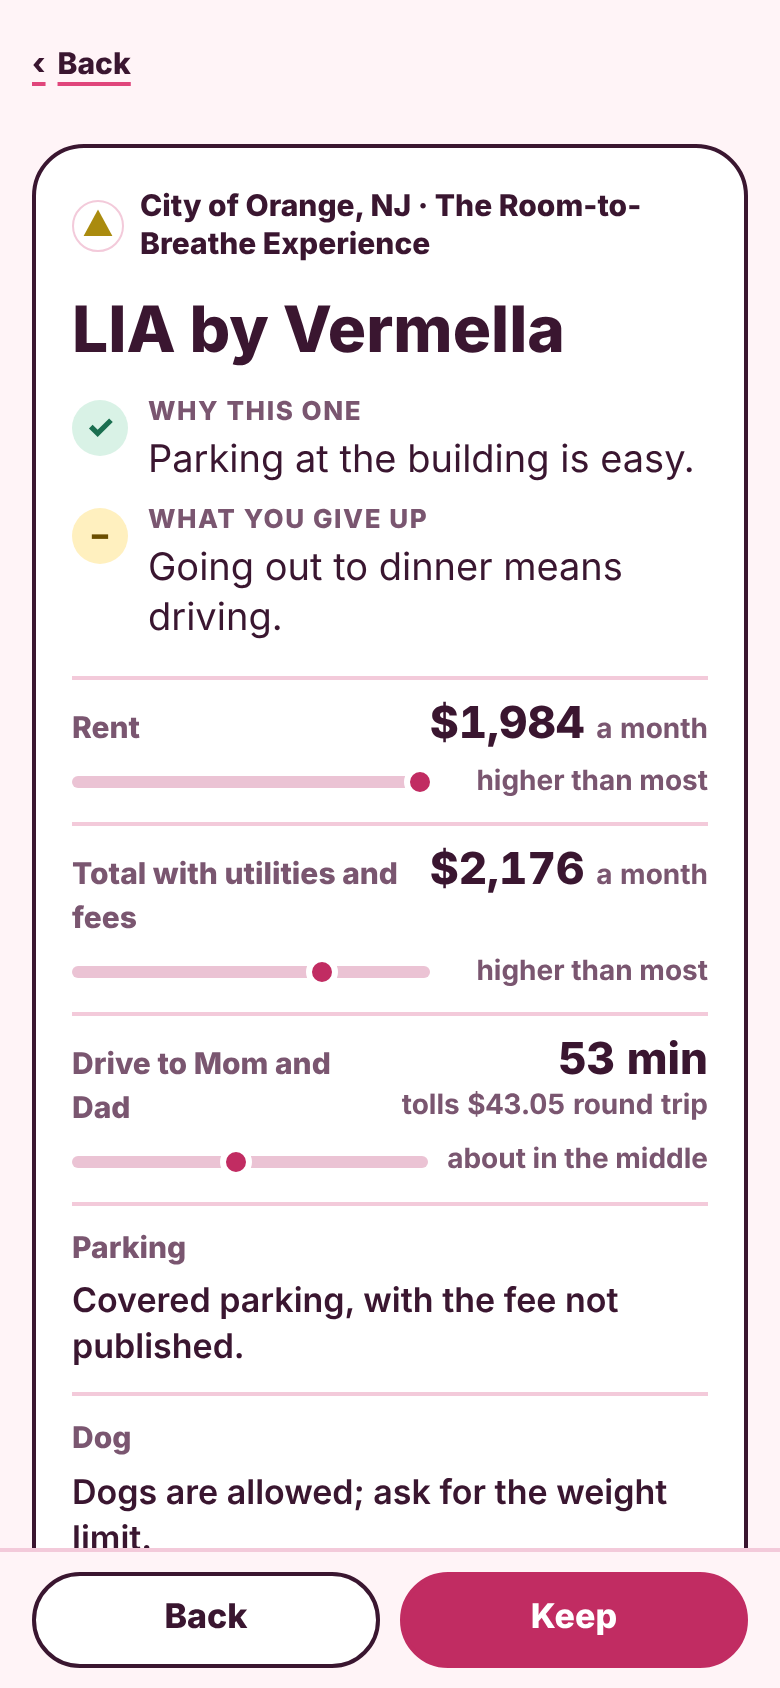 ‹ Back
City of Orange, NJ · The Room-to-
Breathe Experience
LIA by Vermella
WHY THIS ONE
Parking at the building is easy.
WHAT YOU GIVE UP
Going out to dinner means
driving.
Rent $1,984 a month
higher than most
Total with utilities and $2,176 a month
fees
higher than most
Drive to Mom and 53 min
Dad tolls $43.05 round trip
about in the middle
Parking
Covered parking, with the fee not
published.
Dog
Dogs are allowed; ask for the weight
limit.
Back Keep